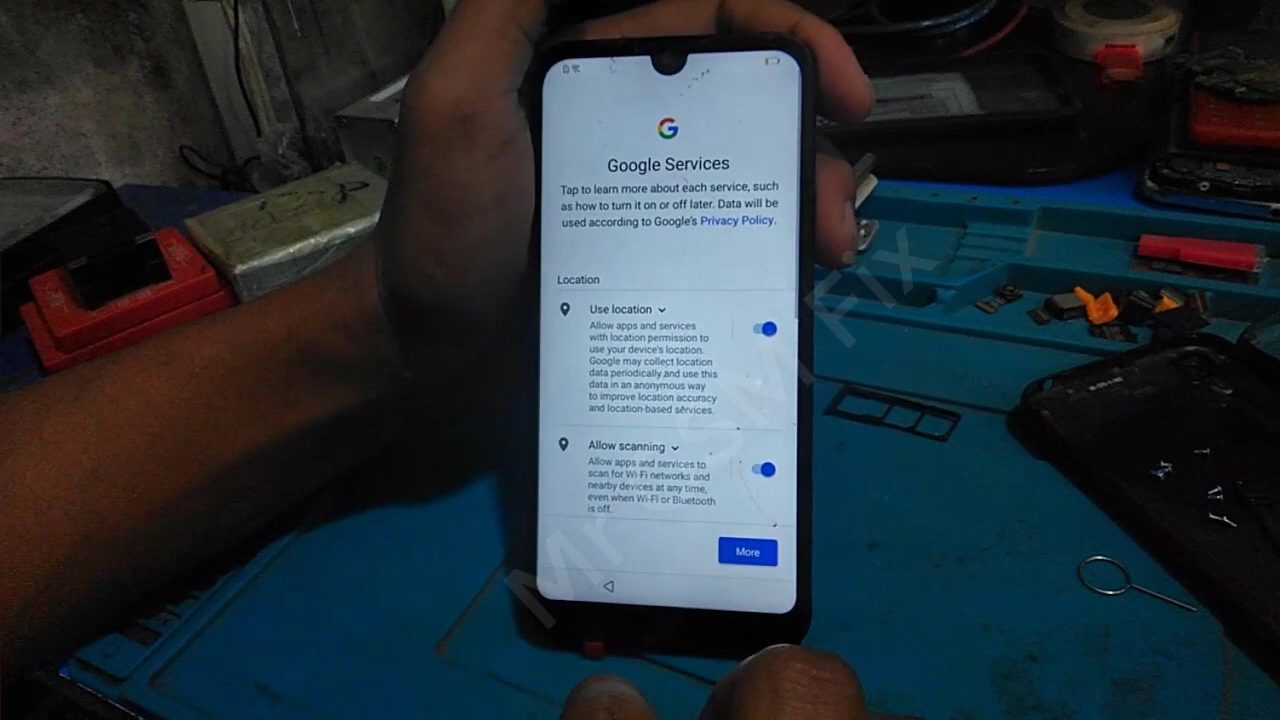 G
Google Services
Tap to learn more about each service, such
as how to turn it on or off later. Data will be
used according to Google's Privacy Policy.
Location
Use location
Allow apps and services
with location permission to
use your device's location.
Google may collect location
data periodically and use this
data in an anonymous way
to improve location accuracy
and location-based services.
Allow scanning
Allow apps and services to
scan for Wi-Fi networks and
nearby devices at any time,
even when Wi-Fi or Bluetooth
is off.
More
Mr GSM Fix